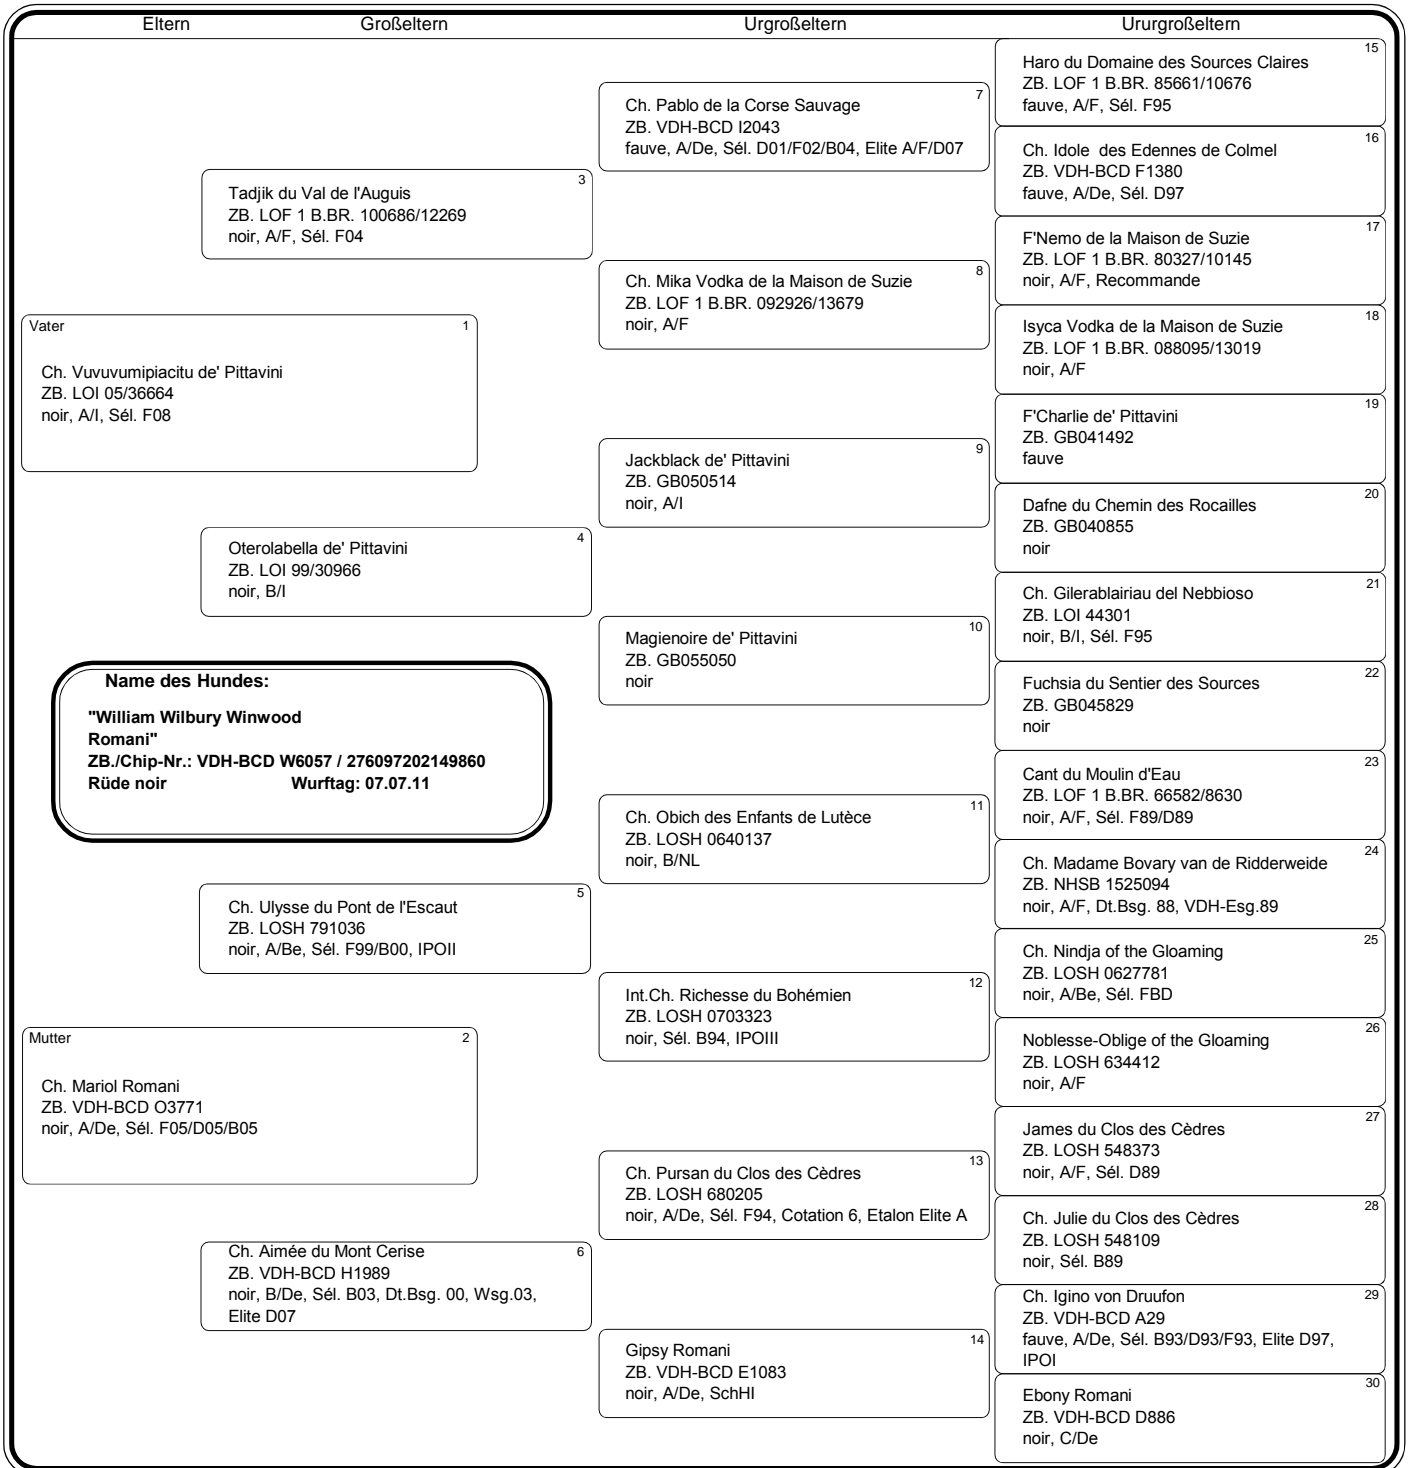 Eltern Großeltern Urgroßeltern Ururgroßeltern
Vater 1
Ch. Vuvuvumipiacitu de' Pittavini
ZB. LOI 05/36664
noir, A/I, Sél. F08
Mutter 2
Ch. Mariol Romani
ZB. VDH-BCD O3771
noir, A/De, Sél. F05/D05/B05
Name des Hundes:
"William Wilbury Winwood
Romani"
ZB./Chip-Nr.: VDH-BCD W6057 / 276097202149860
Rüde noir Wurftag: 07.07.11
3
Tadjik du Val de l'Auguis
ZB. LOF 1 B.BR. 100686/12269
noir, A/F, Sél. F04
4
Oterolabella de' Pittavini
ZB. LOI 99/30966
noir, B/I
5
Ch. Ulysse du Pont de l'Escaut
ZB. LOSH 791036
noir, A/Be, Sél. F99/B00, IPOII
6
Ch. Aimée du Mont Cerise
ZB. VDH-BCD H1989
noir, B/De, Sél. B03, Dt.Bsg. 00, Wsg.03,
Elite D07
7
Ch. Pablo de la Corse Sauvage
ZB. VDH-BCD I2043
fauve, A/De, Sél. D01/F02/B04, Elite A/F/D07
8
Ch. Mika Vodka de la Maison de Suzie
ZB. LOF 1 B.BR. 092926/13679
noir, A/F
9
Jackblack de' Pittavini
ZB. GB050514
noir, A/I
10
Magienoire de' Pittavini
ZB. GB055050
noir
11
Ch. Obich des Enfants de Lutèce
ZB. LOSH 0640137
noir, B/NL
12
Int.Ch. Richesse du Bohémien
ZB. LOSH 0703323
noir, Sél. B94, IPOIII
13
Ch. Pursan du Clos des Cèdres
ZB. LOSH 680205
noir, A/De, Sél. F94, Cotation 6, Etalon Elite A
14
Gipsy Romani
ZB. VDH-BCD E1083
noir, A/De, SchHI
15
Haro du Domaine des Sources Claires
ZB. LOF 1 B.BR. 85661/10676
fauve, A/F, Sél. F95
16
Ch. Idole des Edennes de Colmel
ZB. VDH-BCD F1380
fauve, A/De, Sél. D97
17
F'Nemo de la Maison de Suzie
ZB. LOF 1 B.BR. 80327/10145
noir, A/F, Recommande
18
Isyca Vodka de la Maison de Suzie
ZB. LOF 1 B.BR. 088095/13019
noir, A/F
19
F'Charlie de' Pittavini
ZB. GB041492
fauve
20
Dafne du Chemin des Rocailles
ZB. GB040855
noir
21
Ch. Gilerablairiau del Nebbioso
ZB. LOI 44301
noir, B/I, Sél. F95
22
Fuchsia du Sentier des Sources
ZB. GB045829
noir
23
Cant du Moulin d'Eau
ZB. LOF 1 B.BR. 66582/8630
noir, A/F, Sél. F89/D89
24
Ch. Madame Bovary van de Ridderweide
ZB. NHSB 1525094
noir, A/F, Dt.Bsg. 88, VDH-Esg.89
25
Ch. Nindja of the Gloaming
ZB. LOSH 0627781
noir, A/Be, Sél. FBD
26
Noblesse-Oblige of the Gloaming
ZB. LOSH 634412
noir, A/F
27
James du Clos des Cèdres
ZB. LOSH 548373
noir, A/F, Sél. D89
28
Ch. Julie du Clos des Cèdres
ZB. LOSH 548109
noir, Sél. B89
29
Ch. Igino von Druufon
ZB. VDH-BCD A29
fauve, A/De, Sél. B93/D93/F93, Elite D97,
IPOI
30
Ebony Romani
ZB. VDH-BCD D886
noir, C/De